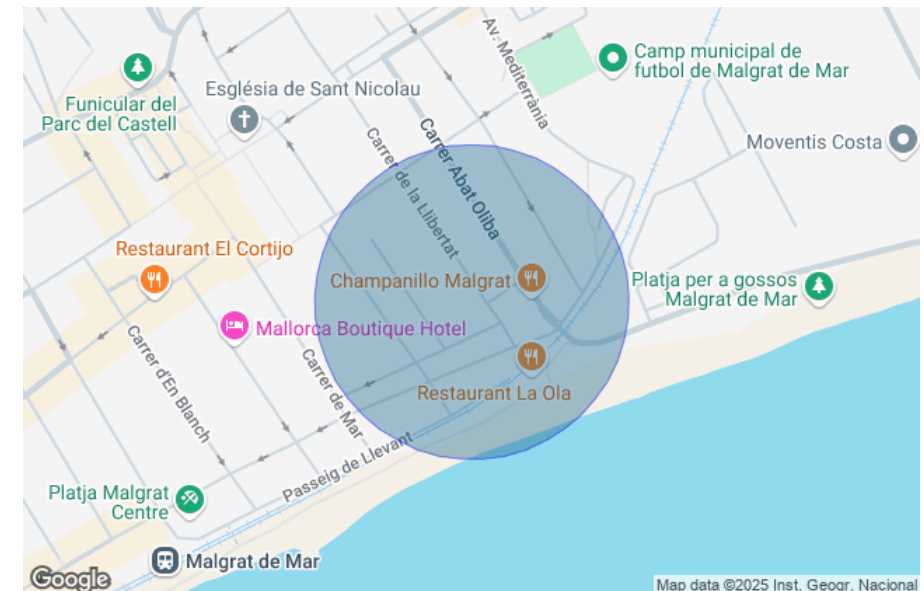 Av. Mediterrània
Camp municipal de
futbol de Malgrat de Mar
Funicular del
Parc del Castell
Església de Sant Nicolau
Carrer Abat Oliba
Carrer de la Llibertat
Moventis Costa
Restaurant El Cortijo
Champanillo Malgrat
Platja per a gossos
Malgrat de Mar
Mallorca Boutique Hotel
Carrer d'En Blanch
Carrer de Mar
Restaurant La Ola
Passeig de Llevant
Platja Malgrat
Centre
Malgrat de Mar
Google
Map data ©2025 Inst. Geogr. Nacional